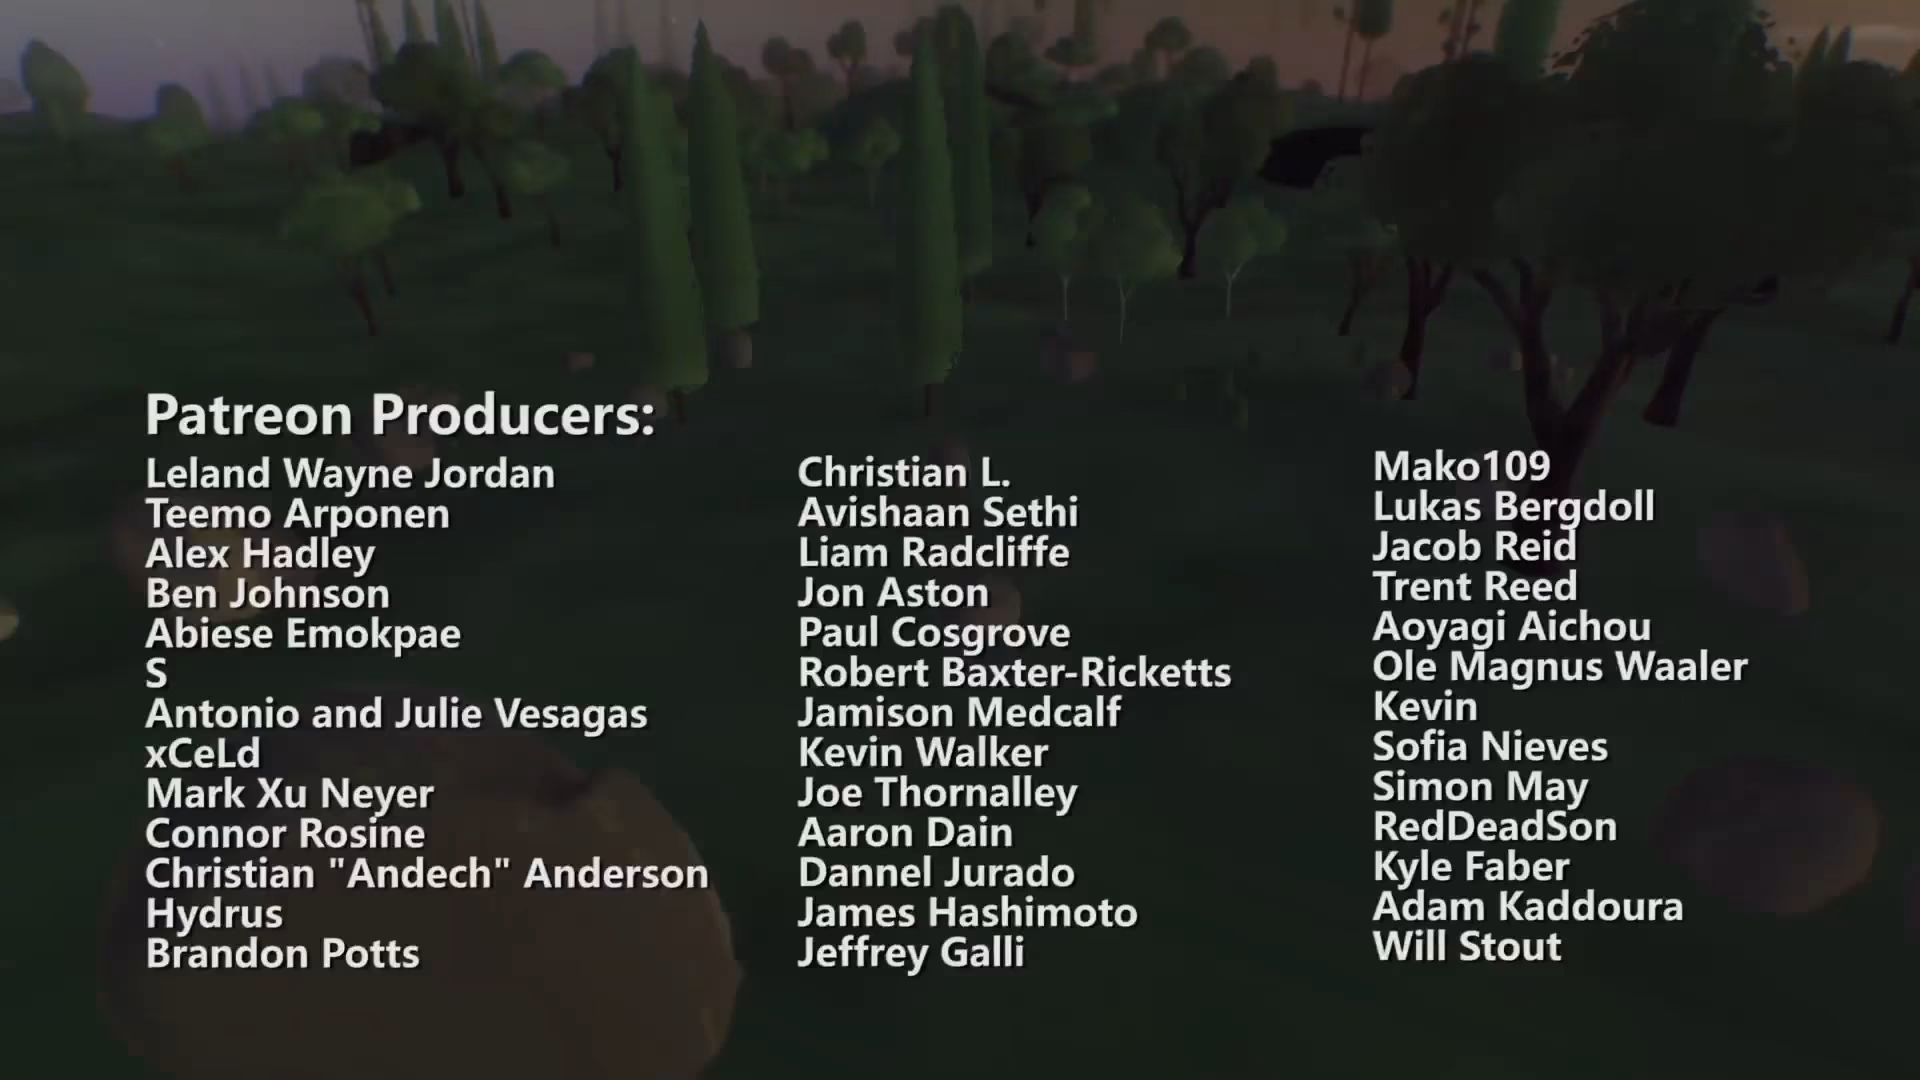 Patreon Producers:
Leland Wayne Jordan
Teemo Arponen
Alex Hadley
Ben Johnson
Abiese Emokpae
S
Antonio and Julie Vesagas
xCeLd
Mark Xu Neyer
Connor Rosine
Christian "Andech" Anderson
Hydrus
Brandon Potts
Christian L.
Avishaan Sethi
Liam Radcliffe
Jon Aston
Paul Cosgrove
Robert Baxter-Ricketts
Jamison Medcalf
Kevin Walker
Joe Thornalley
Aaron Dain
Dannel Jurado
James Hashimoto
Jeffrey Galli
Mako109
Lukas Bergdoll
Jacob Reid
Trent Reed
Aoyagi Aichou
Ole Magnus Waaler
Kevin
Sofia Nieves
Simon May
RedDeadSon
Kyle Faber
Adam Kaddoura
Will Stout